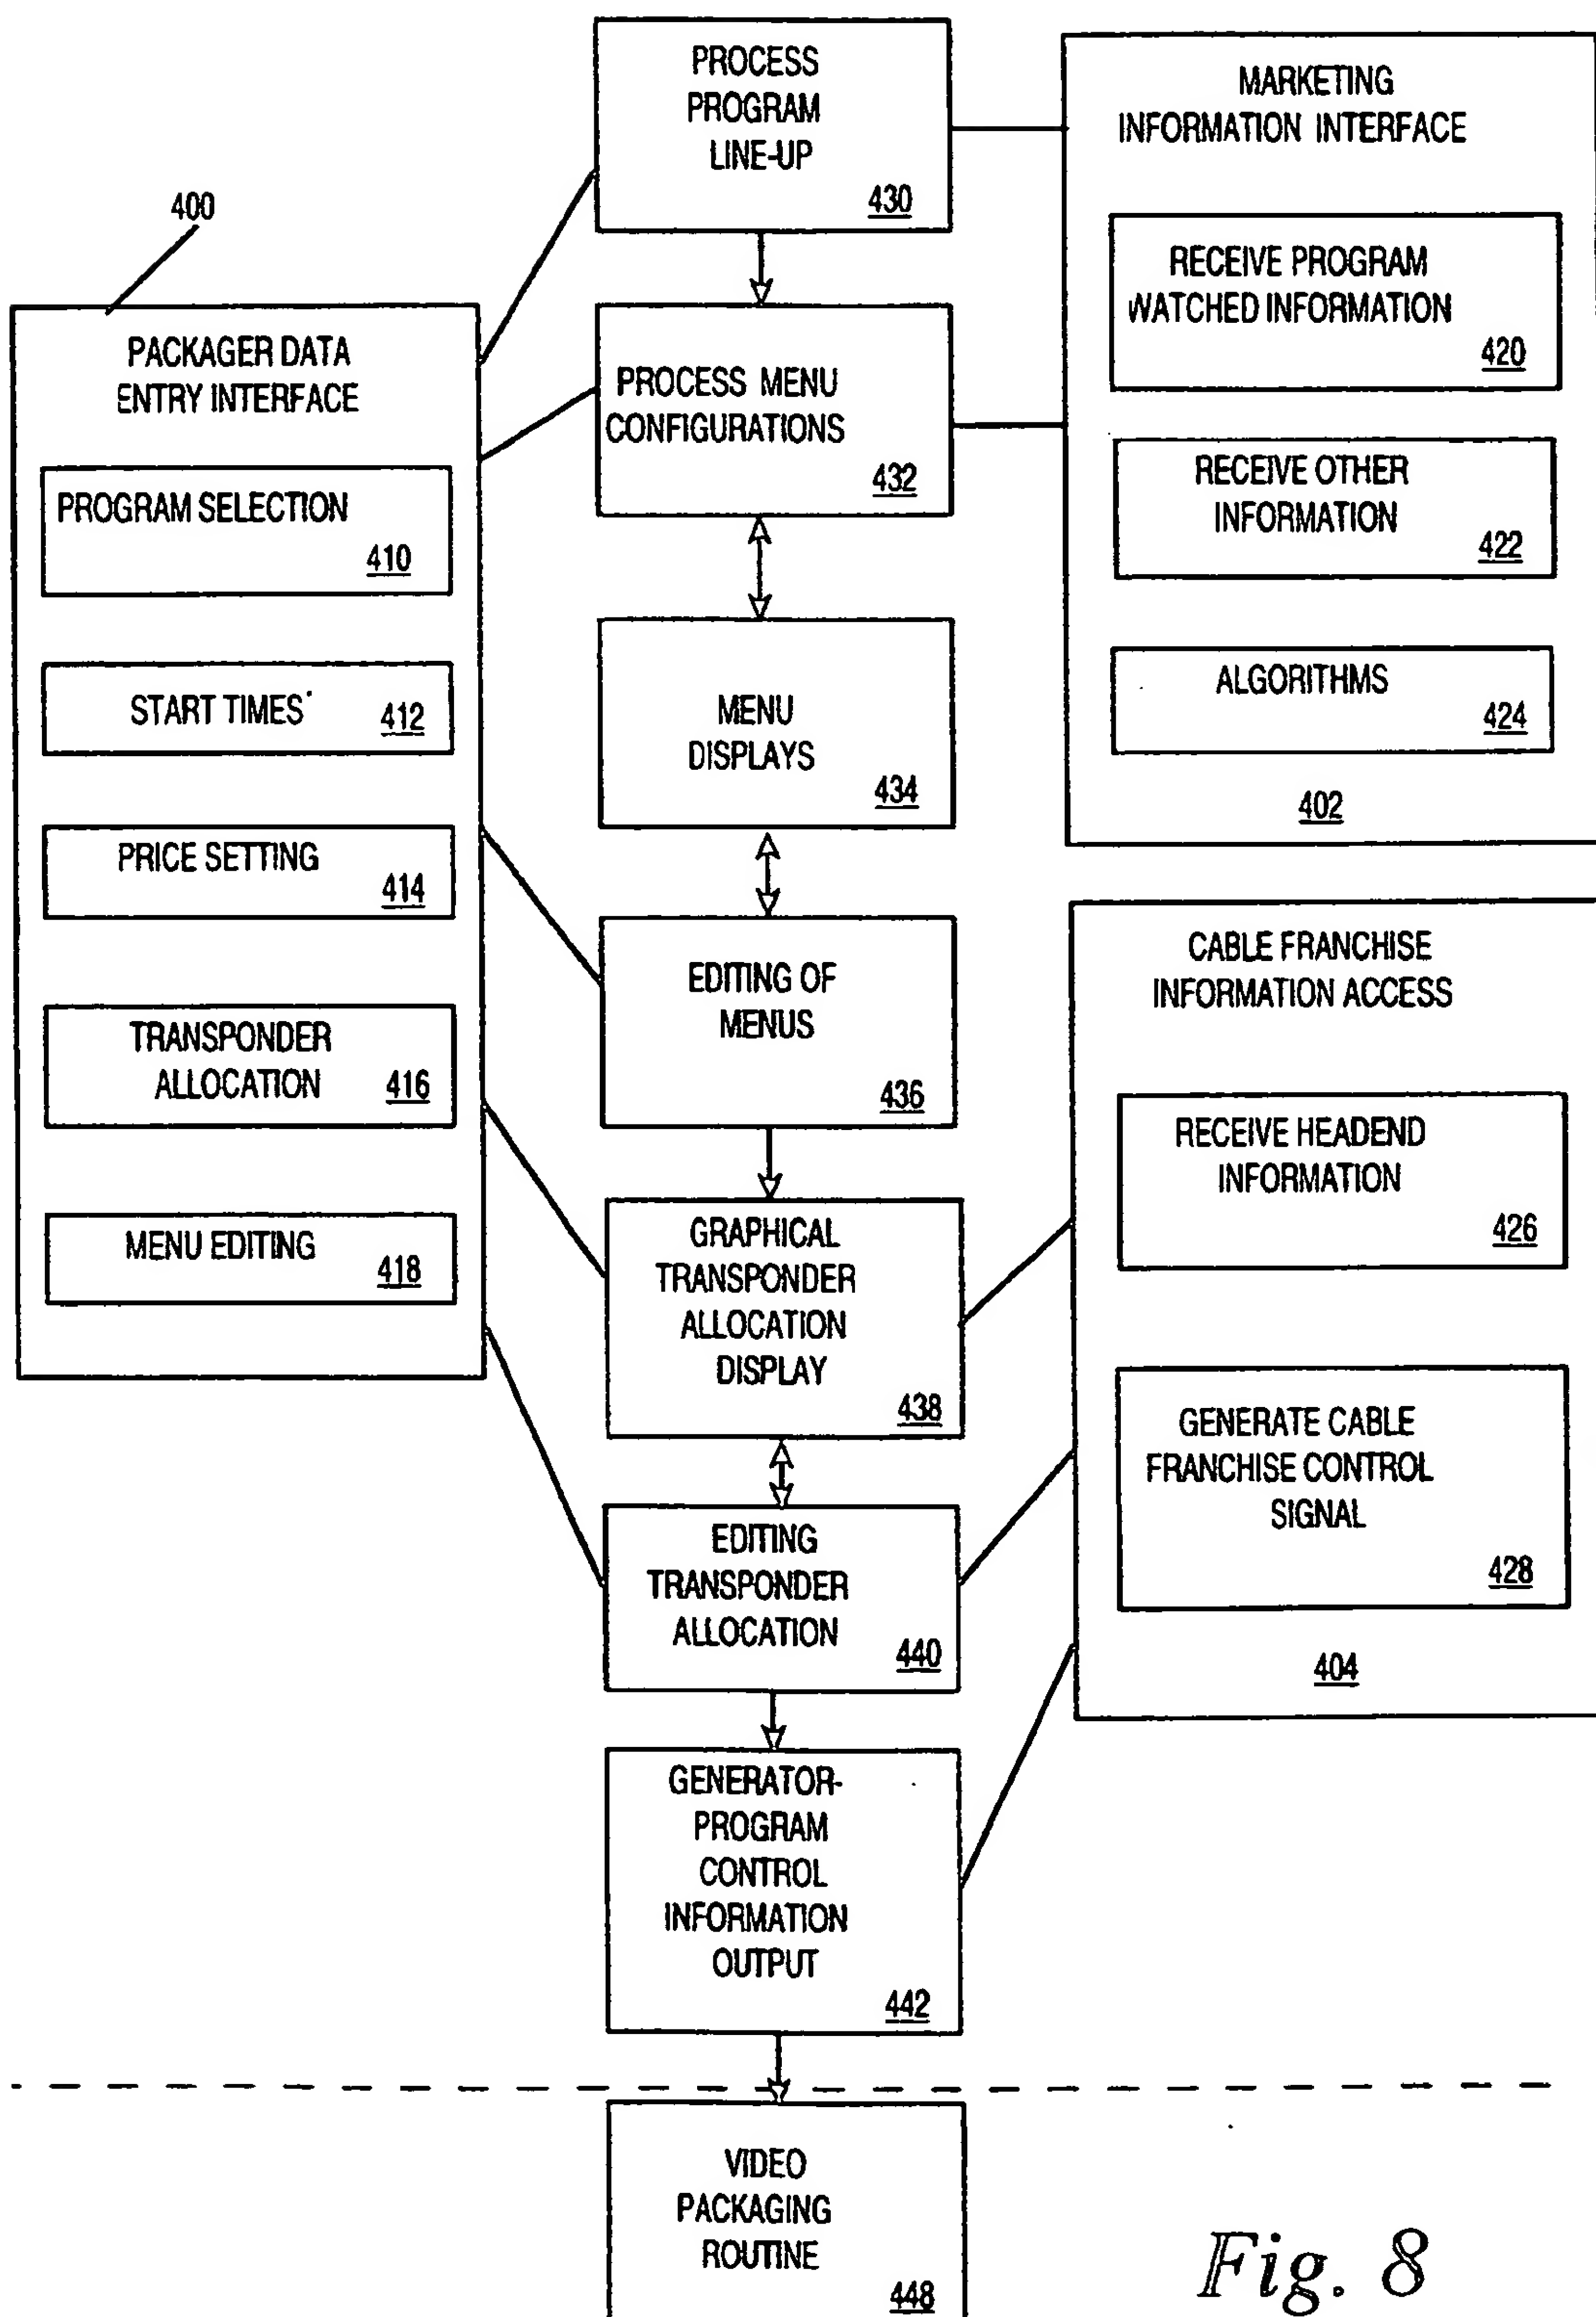 400
PACKAGER DATA
ENTRY INTERFACE
PROGRAM SELECTION
410
START TIMES
412
PRICE SETTING
414
TRANSPONDER
ALLOCATION 416
MENU EDITING
418
PROCESS
PROGRAM
LINE-UP
430
PROCESS MENU
CONFIGURATIONS
432
MENU
DISPLAYS
434
EDITING OF
MENUS
436
GRAPHICAL
TRANSPONDER
ALLOCATION
DISPLAY
438
EDITING
TRANSPONDER
ALLOCATION
440
GENERATOR-
PROGRAM
CONTROL
INFORMATION
OUTPUT
442
VIDEO
PACKAGING
ROUTINE
448
MARKETING
INFORMATION INTERFACE
RECEIVE PROGRAM
WATCHED INFORMATION
420
RECEIVE OTHER
INFORMATION
422
ALGORITHMS
424
402
CABLE FRANCHISE
INFORMATION ACCESS
RECEIVE HEADEND
INFORMATION
426
GENERATE CABLE
FRANCHISE CONTROL
SIGNAL
428
404
Fig. 8